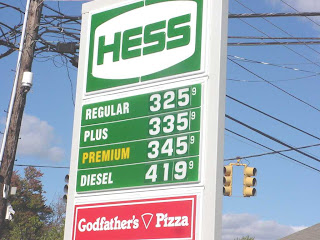 HESS
REGULAR 325 9
PLUS 335 9
PREMIUM 345 9
DIESEL 419 9
Godfather's Pizza